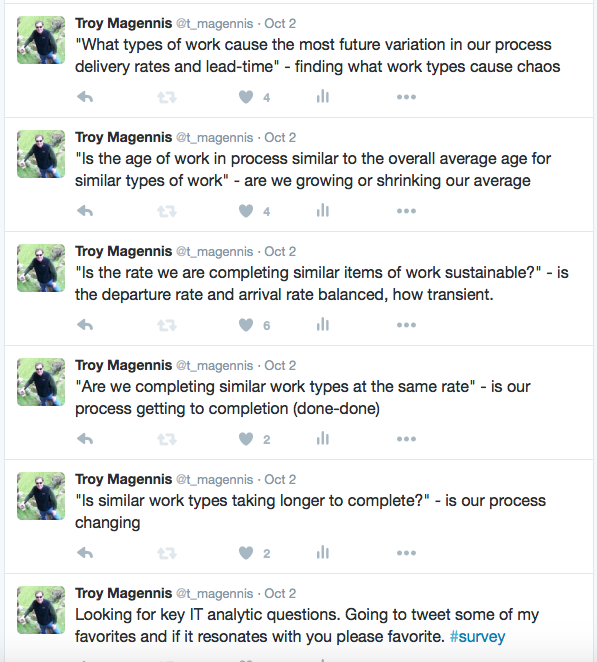 Troy Magennis @t_magennis · Oct 2
"What types of work cause the most future variation in our process
delivery rates and lead-time" - finding what work types cause chaos
4
Troy Magennis @t_magennis · Oct 2
"Is the age of work in process similar to the overall average age for
similar types of work" - are we growing or shrinking our average
4
Troy Magennis @t_magennis · Oct 2
"Is the rate we are completing similar items of work sustainable?" - is
the departure rate and arrival rate balanced, how transient.
6
Troy Magennis @t_magennis · Oct 2
"Are we completing similar work types at the same rate" - is our
process getting to completion (done-done)
2
Troy Magennis @t_magennis · Oct 2
"Is similar work types taking longer to complete?" - is our process
changing
2
Troy Magennis @t_magennis · Oct 2
Looking for key IT analytic questions. Going to tweet some of my
favorites and if it resonates with you please favorite. #survey